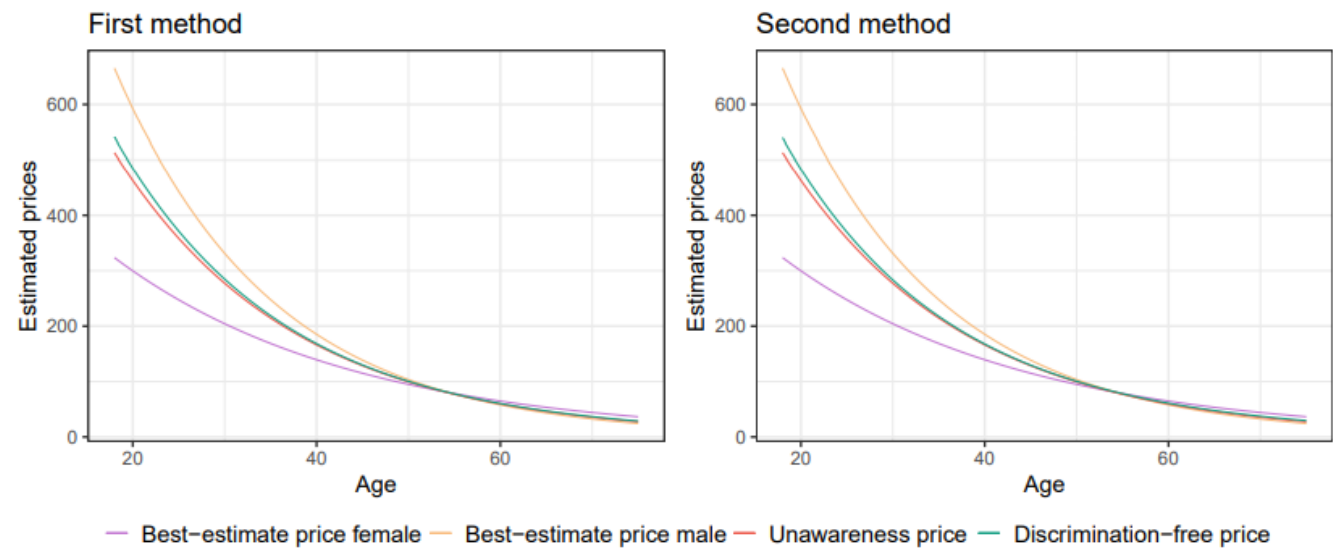 First method
Second method
Estimated prices
600
400
200
0
20
40
60
Age
Estimated prices
600
400
200
0
20
40
60
Age
Best−estimate price female
Best−estimate price male
Unawareness price
Discrimination−free price